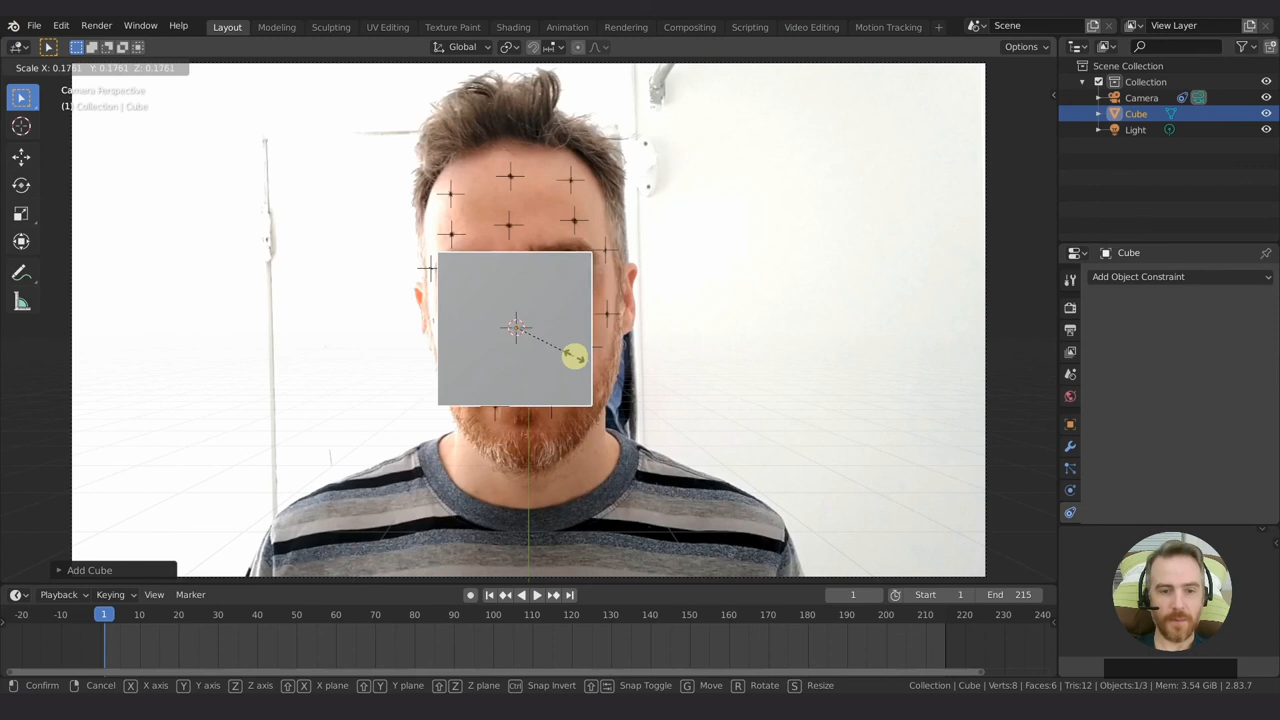 File Edit Render Window Help Layout Modeling Sculpting UV Editing Texture Paint Shading Animation Rendering Compositing Scripting Video Editing Motion Tracking + Scene View Layer
Global Options
Scale X: 0.1761 Y: 0.1761 Z: 0.1761
Camera Perspective
(1) Collection | Cube
Scene Collection
Collection
Camera
Cube
Light
Cube
Add Object Constraint
Add Cube
Playback Keying View Marker 1 Start 1 End 215
-20 -10 1 10 20 30 40 50 60 70 80 90 100 110 120 130 140 150 160 170 180 190 200 210 220 230 240
Confirm Cancel X X axis Y Y axis Z Z axis X X plane Y Y plane Z Z plane Ctrl Snap Invert Snap Toggle G Move R Rotate S Resize Collection | Cube | Verts:8 | Faces:6 | Tris:12 | Objects:1/3 | Mem: 3.54 GiB | 2.83.7